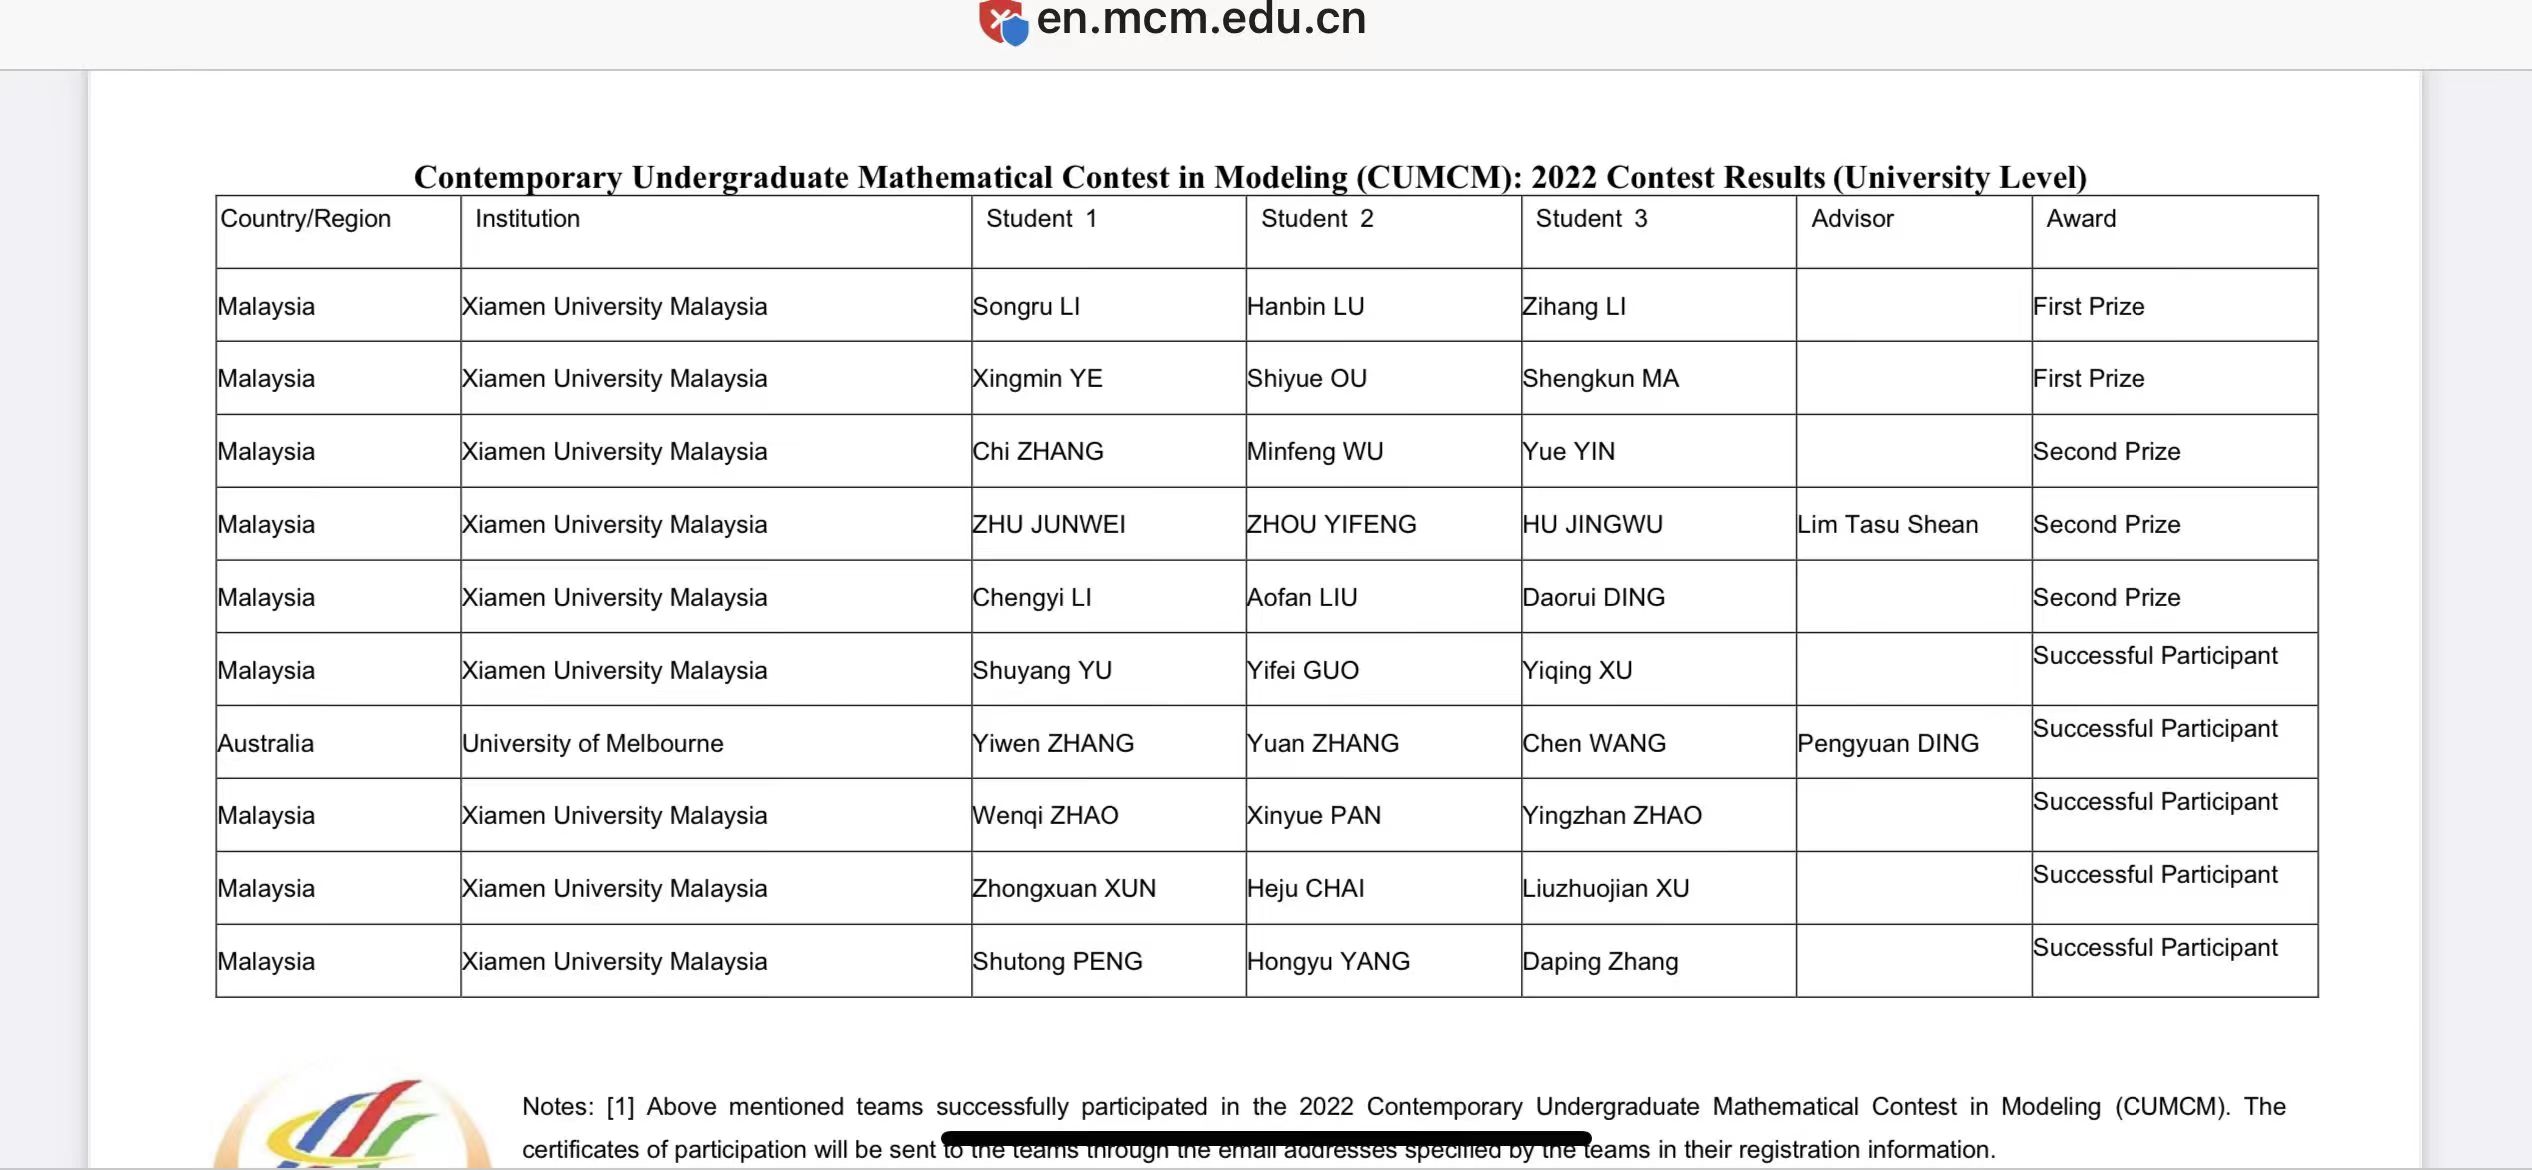 en.mcm.edu.cn
Contemporary Undergraduate Mathematical Contest in Modeling (CUMCM): 2022 Contest Results (University Level)
Country/Region Institution Student 1 Student 2 Student 3 Advisor Award
Malaysia Xiamen University Malaysia Songru LI Hanbin LU Zihang LI First Prize
Malaysia Xiamen University Malaysia Xingmin YE Shiyue OU Shengkun MA First Prize
Malaysia Xiamen University Malaysia Chi ZHANG Minfeng WU Yue YIN Second Prize
Malaysia Xiamen University Malaysia ZHU JUNWEI ZHOU YIFENG HU JINGWU Lim Tasu Shean Second Prize
Malaysia Xiamen University Malaysia Chengyi LI Aofan LIU Daorui DING Second Prize
Malaysia Xiamen University Malaysia Shuyang YU Yifei GUO Yiqing XU Successful Participant
Australia University of Melbourne Yiwen ZHANG Yuan ZHANG Chen WANG Pengyuan DING Successful Participant
Malaysia Xiamen University Malaysia Wenqi ZHAO Xinyue PAN Yingzhan ZHAO Successful Participant
Malaysia Xiamen University Malaysia Zhongxuan XUN Heju CHAI Liuzhuojian XU Successful Participant
Malaysia Xiamen University Malaysia Shutong PENG Hongyu YANG Daping Zhang Successful Participant
Notes: [1] Above mentioned teams successfully participated in the 2022 Contemporary Undergraduate Mathematical Contest in Modeling (CUMCM). The
certificates of participation will be sent to the teams through the email addresses specified by the teams in their registration information.